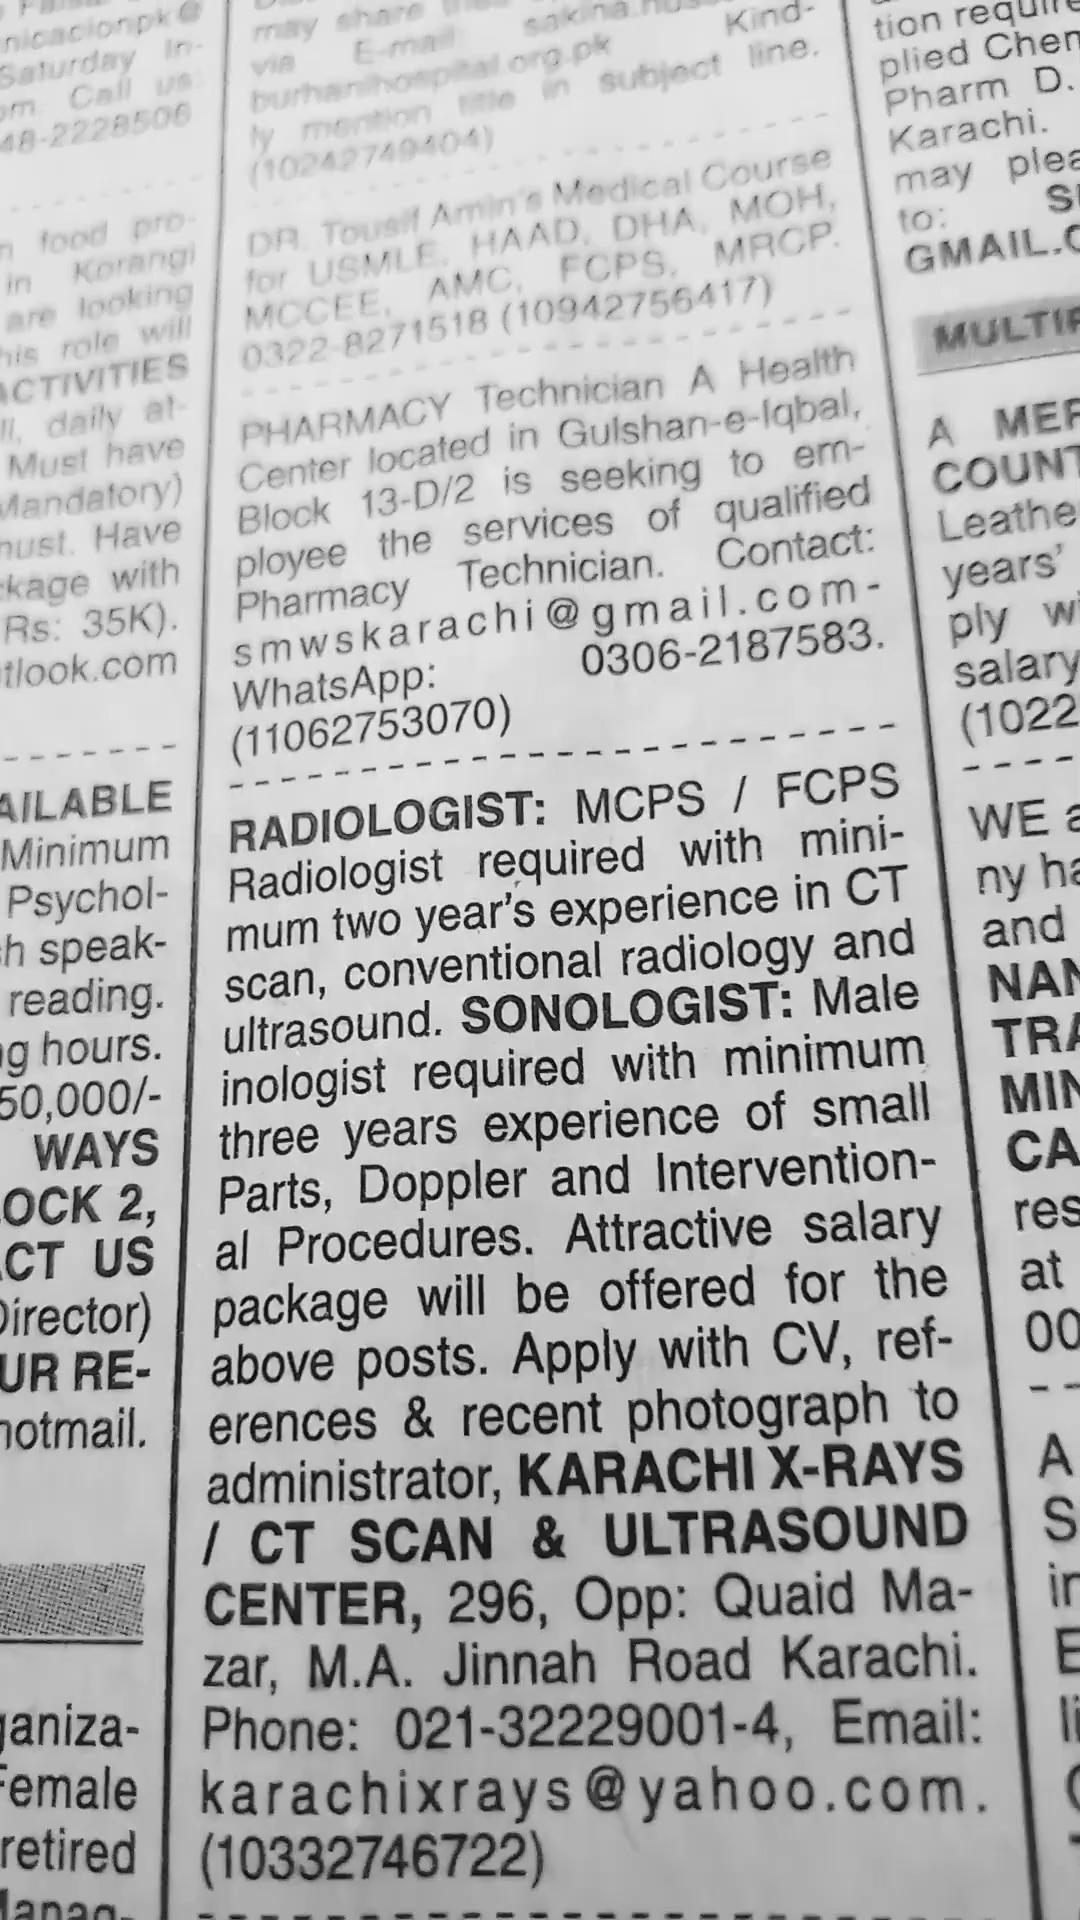 nicacionpk@
Saturday In-
om. Call us:
48-2228506
n food pro-
in Korangi
are looking
his role will
ACTIVITIES
ll, daily at-
Must have
Mandatory)
must. Have
ckage with
Rs: 35K).
tlook.com
AILABLE
Minimum
Psychol-
h speak-
reading.
ng hours.
50,000/-
WAYS
OCK 2,
ACT US
Director)
UR RE-
hotmail.
ganiza-
Female
retired
Manag-
may share
via E-mail:
Kind-
burhanihospital.org.pk
ly mention title in subject line.
(10242749404)
DR. Tousif Amin's Medical Course
for USMLE, HAAD, DHA, MOH,
MCCEE, AMC, FCPS, MRCP.
0322-8271518 (10942756417)
PHARMACY Technician A Health
Center located in Gulshan-e-Iqbal,
Block 13-D/2 is seeking to em-
ployee the services of qualified
Pharmacy Technician. Contact:
smwskarachi@gmail.com-
WhatsApp: 0306-2187583.
(11062753070)
RADIOLOGIST: MCPS / FCPS
Radiologist required with mini-
mum two year's experience in CT
scan, conventional radiology and
ultrasound. SONOLOGIST: Male
inologist required with minimum
three years experience of small
Parts, Doppler and Intervention-
al Procedures. Attractive salary
package will be offered for the
above posts. Apply with CV, ref-
erences & recent photograph to
administrator, KARACHI X-RAYS
/ CT SCAN & ULTRASOUND
CENTER, 296, Opp: Quaid Ma-
zar, M.A. Jinnah Road Karachi.
Phone: 021-32229001-4, Email:
karachixrays@yahoo.com.
(10332746722)
tion require
plied Chem
Pharm D.
Karachi.
may plea
to: S
GMAIL.C
MULTIP
A MER
COUNT
Leathe
years'
ply wi
salary
(1022
WE a
ny ha
and
NAN
TRA
MIN
CA
res
at
00
A
S
in
E
li